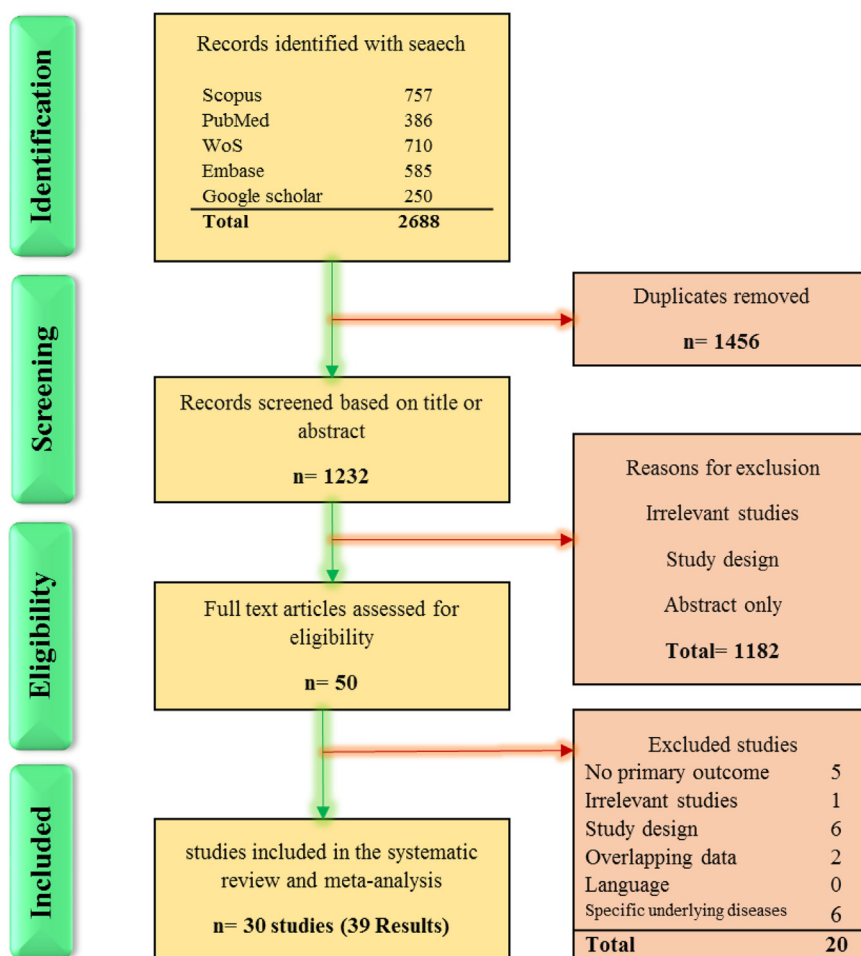 Identification
Records identified with seaech
Scopus 757
PubMed 386
WoS 710
Embase 585
Google scholar 250
Total 2688
Duplicates removed
n= 1456
Screening
Records screened based on title or
abstract
n= 1232
Reasons for exclusion
Irrelevant studies
Study design
Abstract only
Total= 1182
Eligibility
Full text articles assessed for
eligibility
n= 50
Excluded studies
No primary outcome 5
Irrelevant studies 1
Study design 6
Overlapping data 2
Language 0
Specific underlying diseases 6
Total 20
Included
studies included in the systematic
review and meta-analysis
n= 30 studies (39 Results)